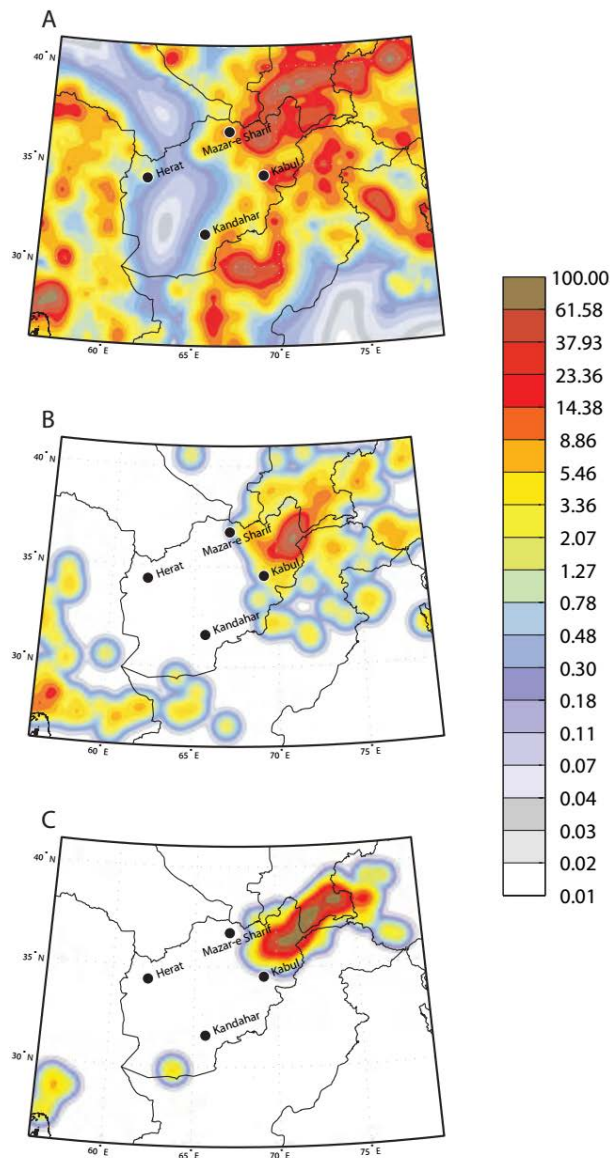 A
40° N
35° N
30° N
Mazar-e Sharif
Herat
Kabul
Kandahar
60° E
65° E
70° E
75° E
B
40° N
35° N
30° N
Mazar-e Sharif
Herat
Kabul
Kandahar
60° E
65° E
70° E
75° E
C
40° N
35° N
30° N
Mazar-e Sharif
Herat
Kabul
Kandahar
60° E
65° E
70° E
75° E
100.00
61.58
37.93
23.36
14.38
8.86
5.46
3.36
2.07
1.27
0.78
0.48
0.30
0.18
0.11
0.07
0.04
0.03
0.02
0.01